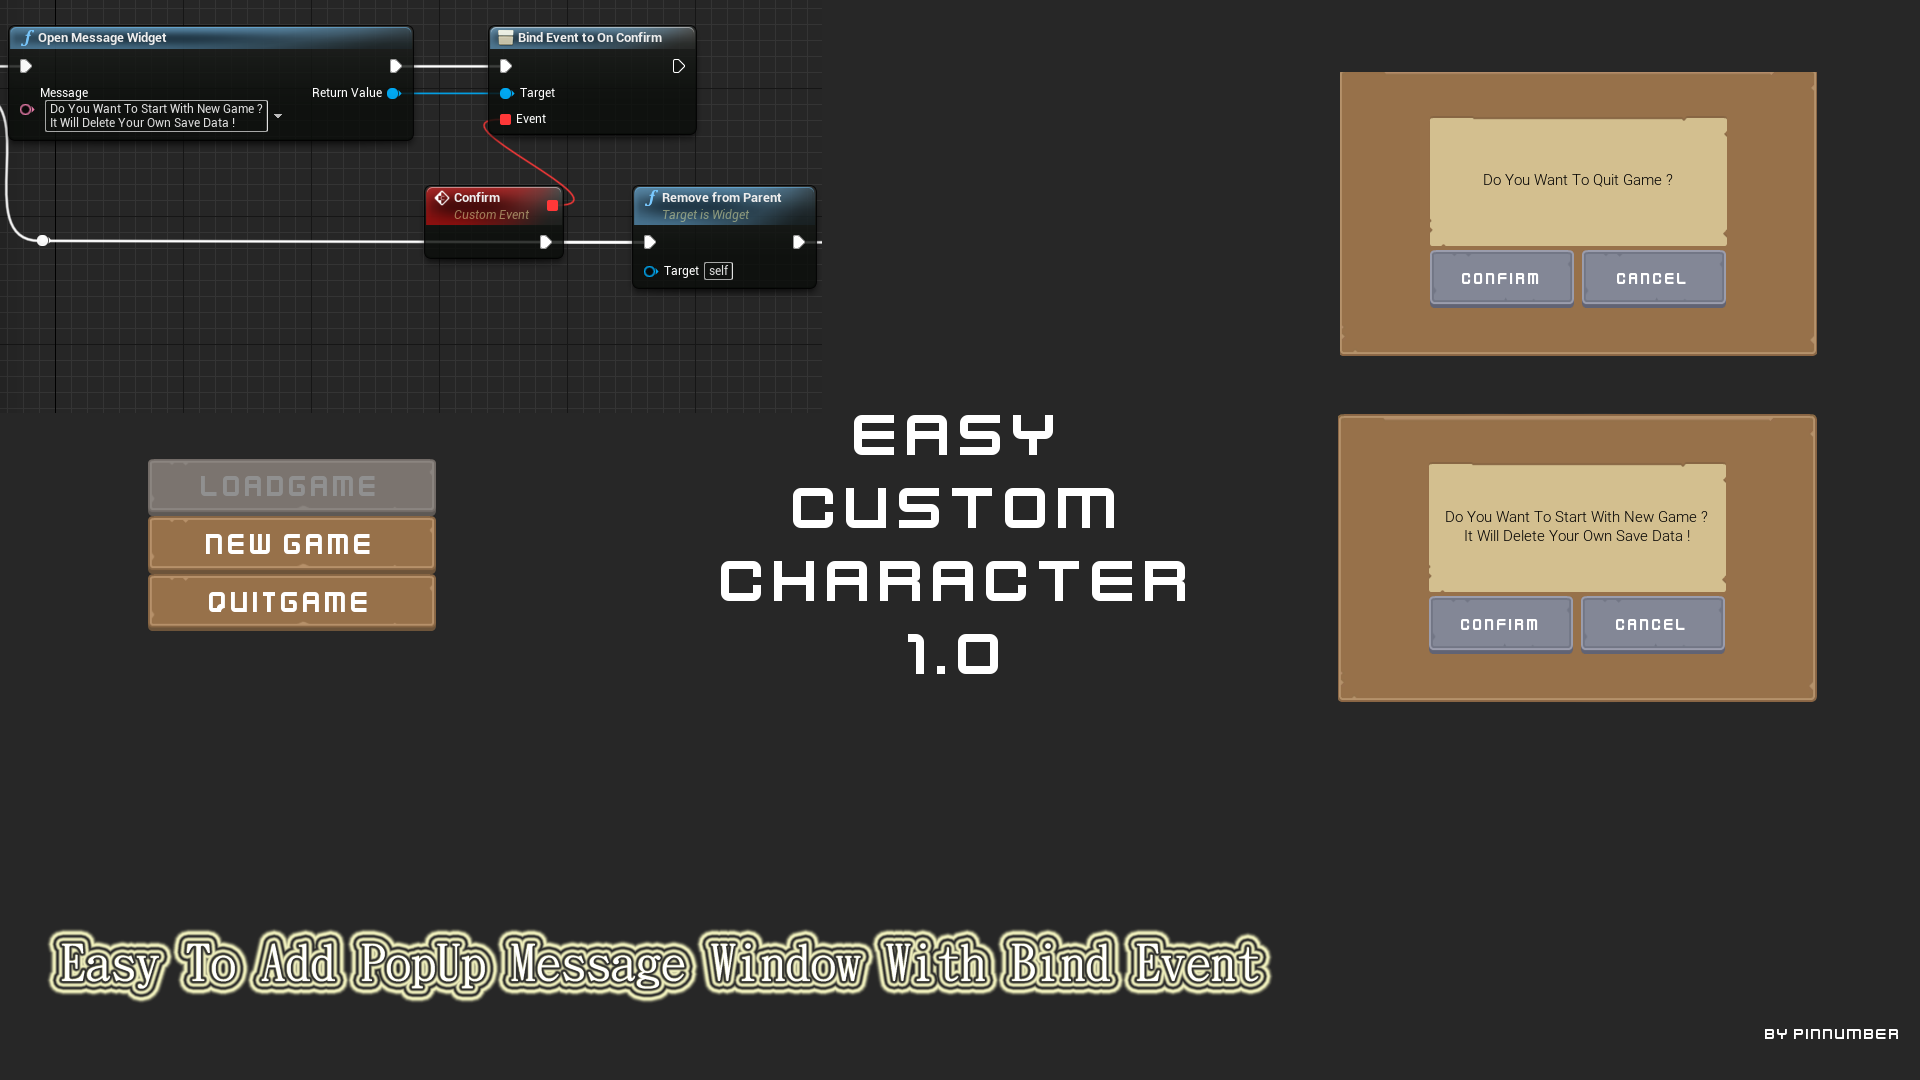 Open Message Widget
Message
Do You Want To Start With New Game ?
It Will Delete Your Own Save Data !
Return Value
Bind Event to On Confirm
Target
Event
Confirm
Custom Event
Remove from Parent
Target is Widget
Target self
Do You Want To Quit Game ?
CONFIRM CANCEL
LOADGAME
NEW GAME
QUITGAME
EASY
CUSTOM
CHARACTER
1.0
Do You Want To Start With New Game ?
It Will Delete Your Own Save Data !
CONFIRM CANCEL
Easy To Add PopUp Message Window With Bind Event
BY PINNUMBER